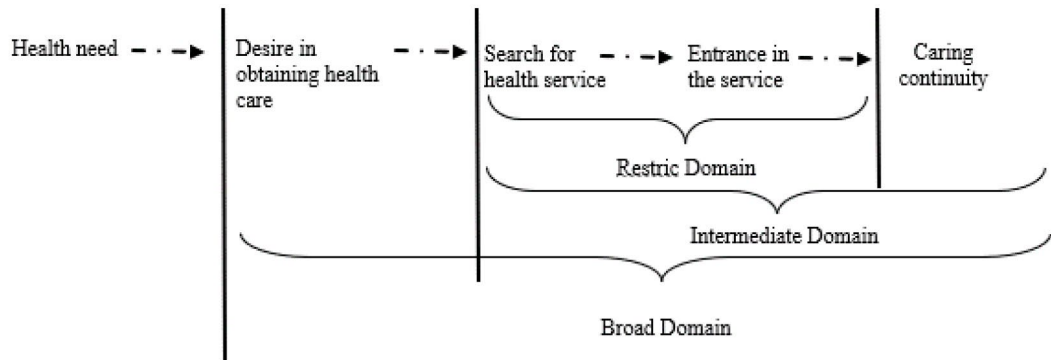 Health need
Desire in
obtaining health
care
Search for
health service
Entrance in
the service
Caring
continuity
Restric Domain
Intermediate Domain
Broad Domain